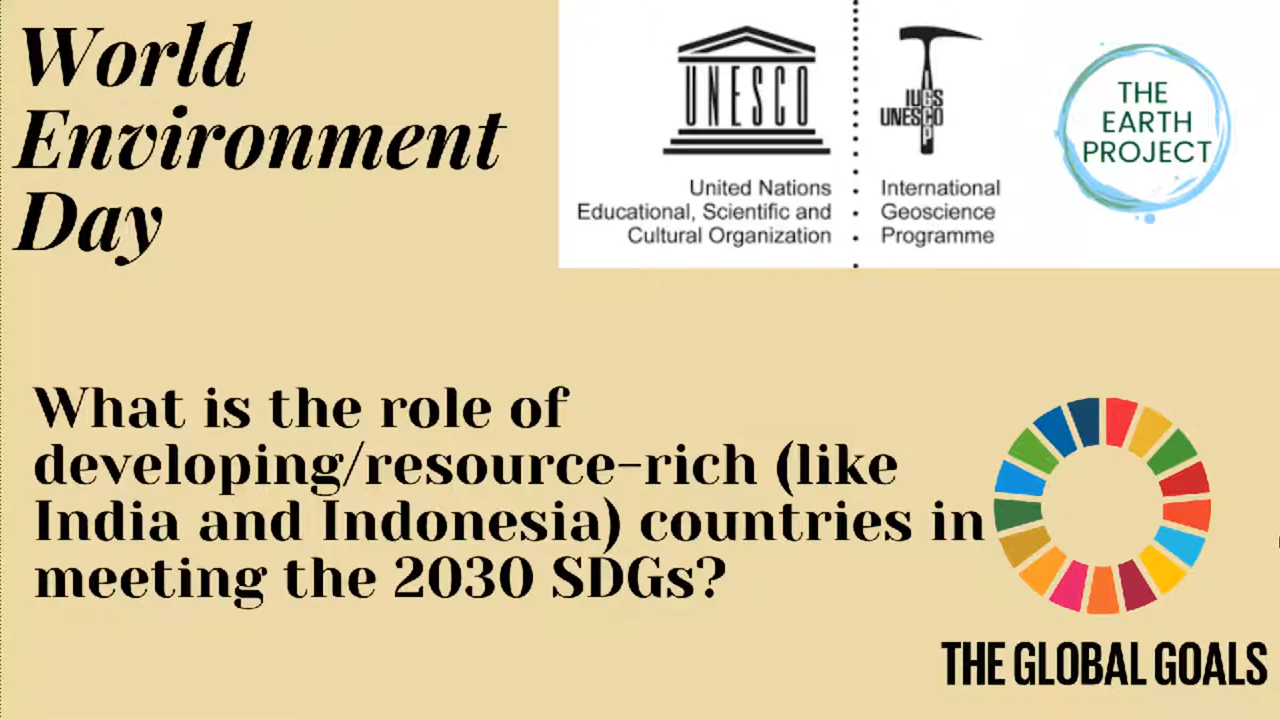 World
Environment
Day
UNESCO
United Nations
Educational, Scientific and
Cultural Organization
IUGS
UNESCO
IGCP
International
Geoscience
Programme
THE
EARTH
PROJECT
What is the role of
developing/resource-rich (like
India and Indonesia) countries in
meeting the 2030 SDGs?
THE GLOBAL GOALS